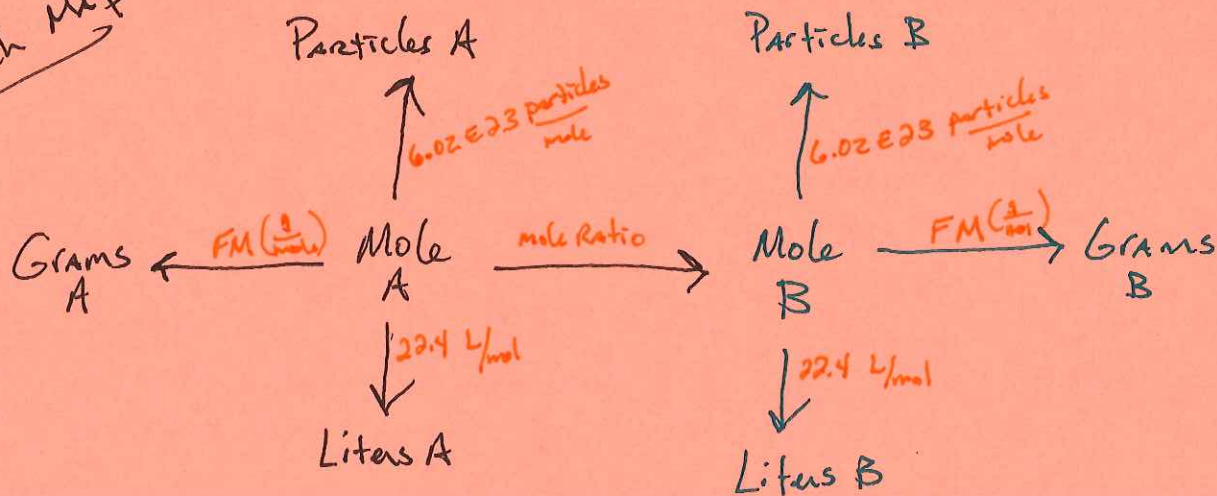 Particles A
Particles B
6.02E23 particles/mole
6.02E23 particles/mole
Grams A
FM (g/mole)
Mole A
mole Ratio
Mole B
FM (g/mol)
Grams B
22.4 L/mol
22.4 L/mol
Liters A
Liters B